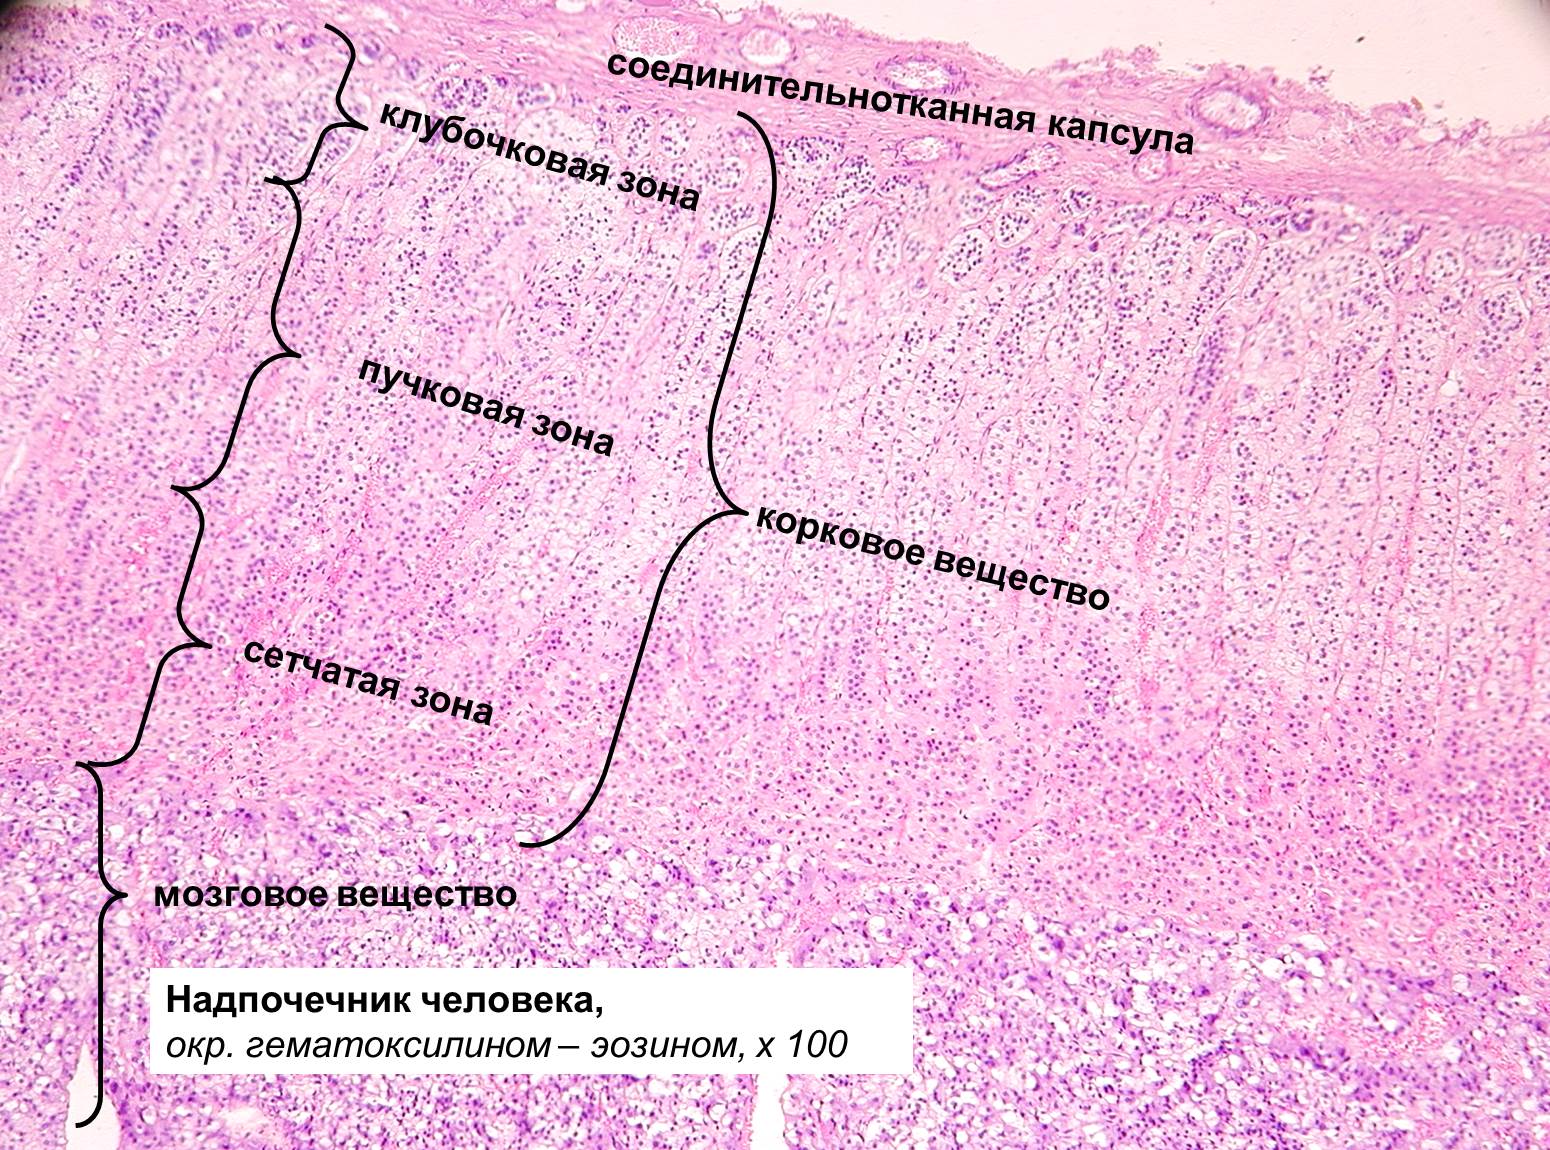 соединительнотканная капсула
клубочковая зона
пучковая зона
корковое вещество
сетчатая зона
мозговое вещество
Надпочечник человека,
окр. гематоксилином – эозином, х 100